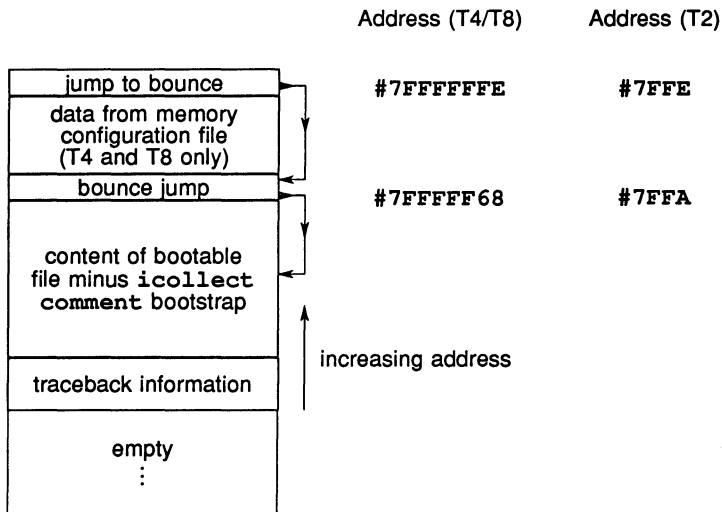 Address (T4/T8) Address (T2)
jump to bounce #7FFFFFFE #7FFE
data from memory
configuration file
(T4 and T8 only)
bounce jump #7FFFFF68 #7FFA
content of bootable
file minus icollect
comment bootstrap
increasing address
traceback information
empty
⋮